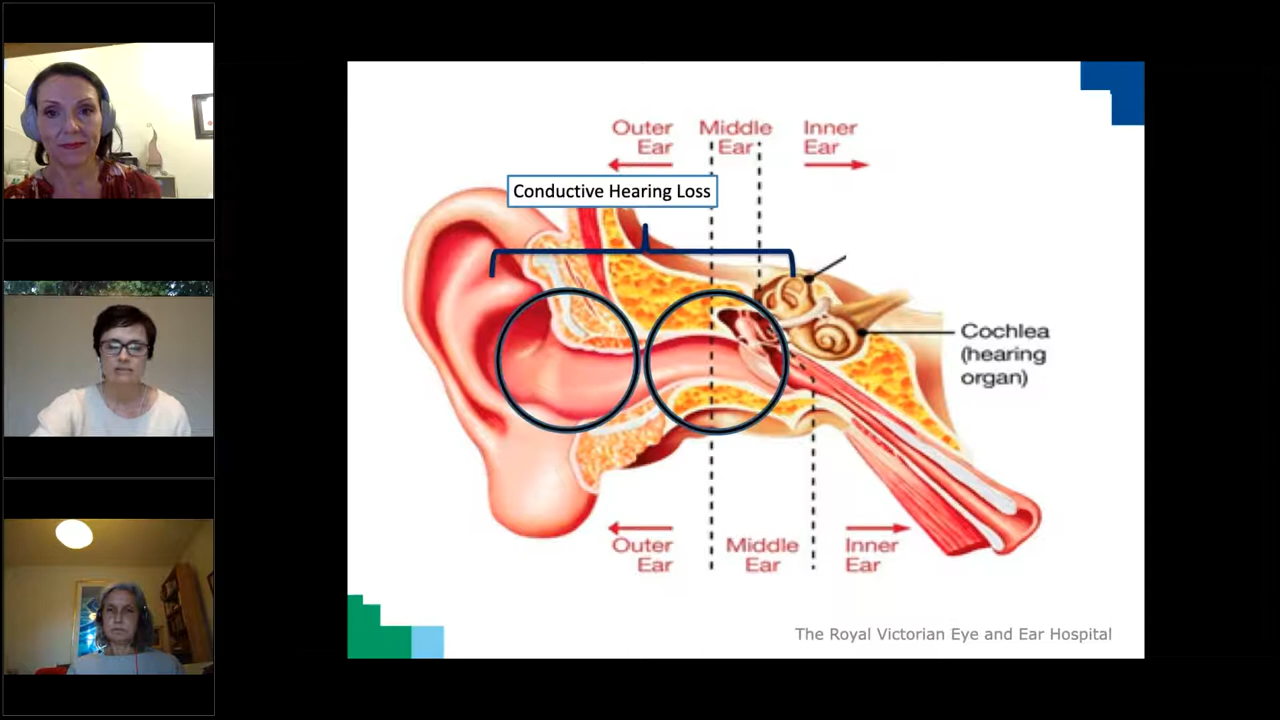 Outer
Ear
Middle
Ear
Inner
Ear
Conductive Hearing Loss
Cochlea
(hearing
organ)
Outer
Ear
Middle
Ear
Inner
Ear
The Royal Victorian Eye and Ear Hospital